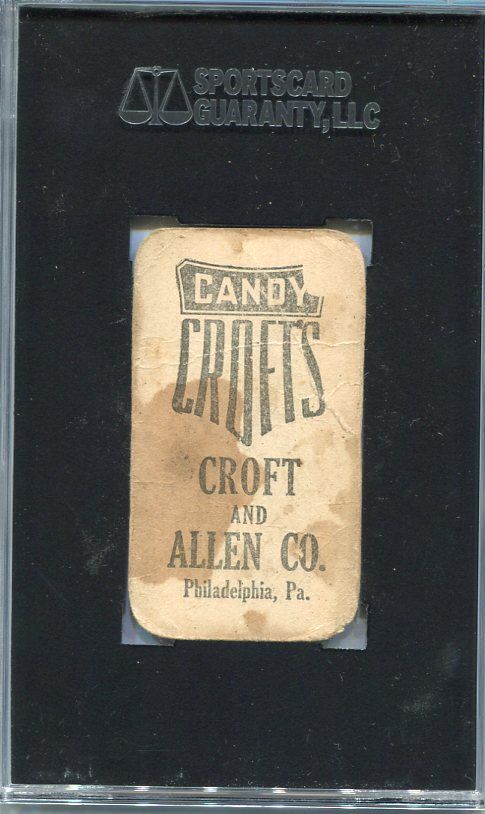 SPORTSCARD
GUARANTY, LLC
CANDY
CROFT'S
CROFT
AND
ALLEN CO.
Philadelphia, Pa.